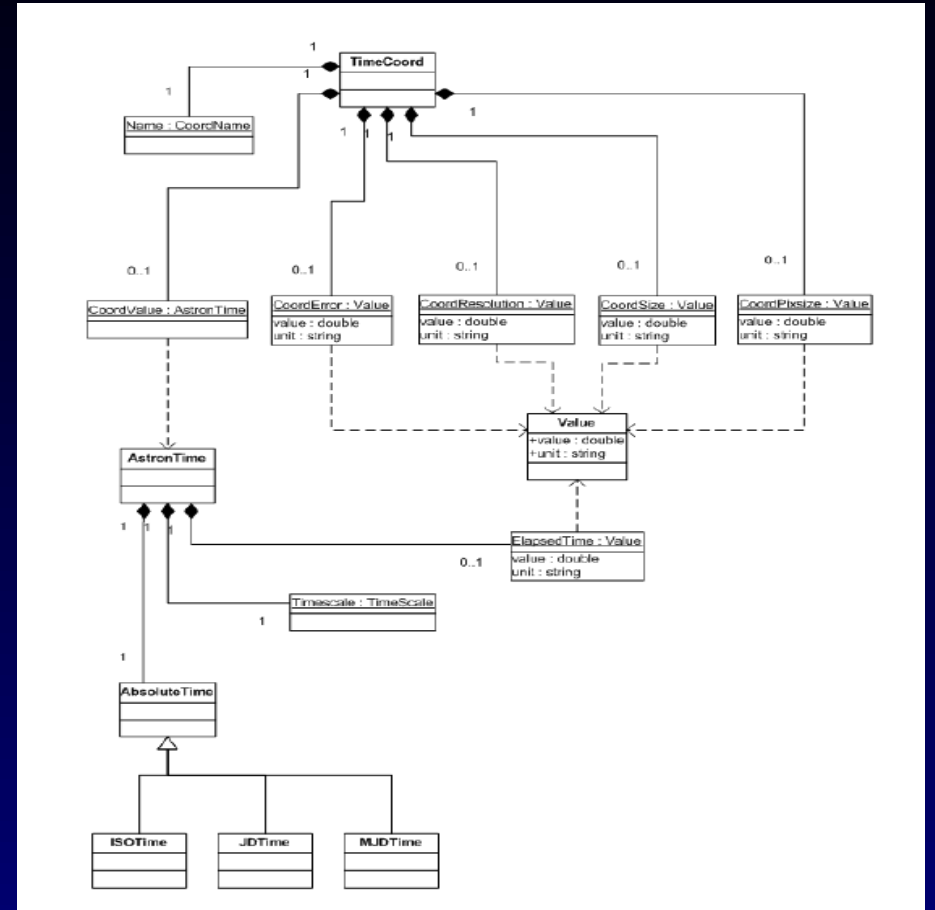 1
TimeCoord
1
1
1
Name : CoordName
1
1
1
0..1
0..1
0..1
0..1
0..1
CoordValue : AstronTime
CoordError : Value
value : double
unit : string
CoordResolution : Value
value : double
unit : string
CoordSize : Value
value : double
unit : string
CoordPixsize : Value
value : double
unit : string
Value
+value : double
+unit : string
AstronTime
1
1
1
ElapsedTime : Value
value : double
unit : string
0..1
Timescale : TimeScale
1
1
AbsoluteTime
ISOTime
JDTime
MJDTime